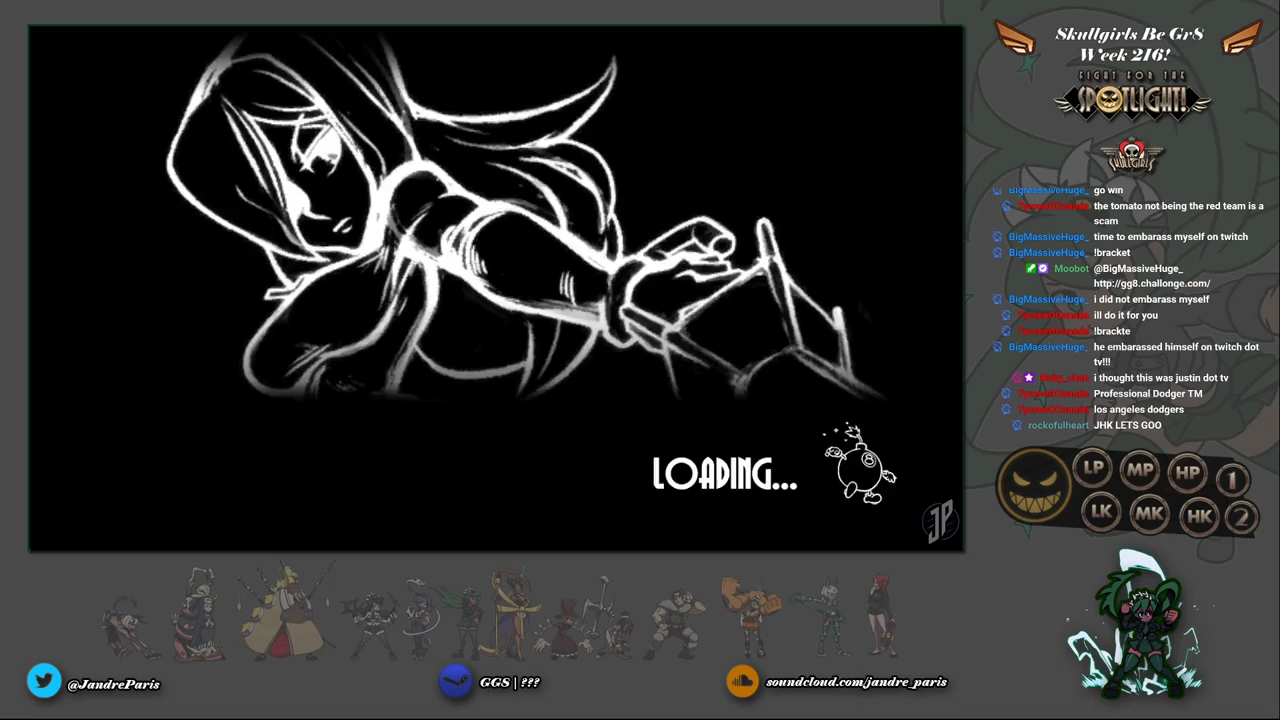 Skullgirls Be Gr8
Week 216!
FIGHT FOR THE
SPOTLIGHT!
SKULLGIRLS
BigMassiveHuge_ go win
the tomato not being the red team is a
scam
BigMassiveHuge_ time to embarass myself on twitch
BigMassiveHuge_ !bracket
Moobot @BigMassiveHuge_
http://gg8.challonge.com/
BigMassiveHuge_ i did not embarass myself
ill do it for you
!brackte
BigMassiveHuge_ he embarassed himself on twitch dot
tv!!!
i thought this was justin dot tv
Professional Dodger TM
los angeles dodgers
rockofulheart JHK LETS GOO
LOADING...
JP
LP MP HP 1
LK MK HK 2
@JandreParis
GG8 | ???
soundcloud.com/jandre_paris